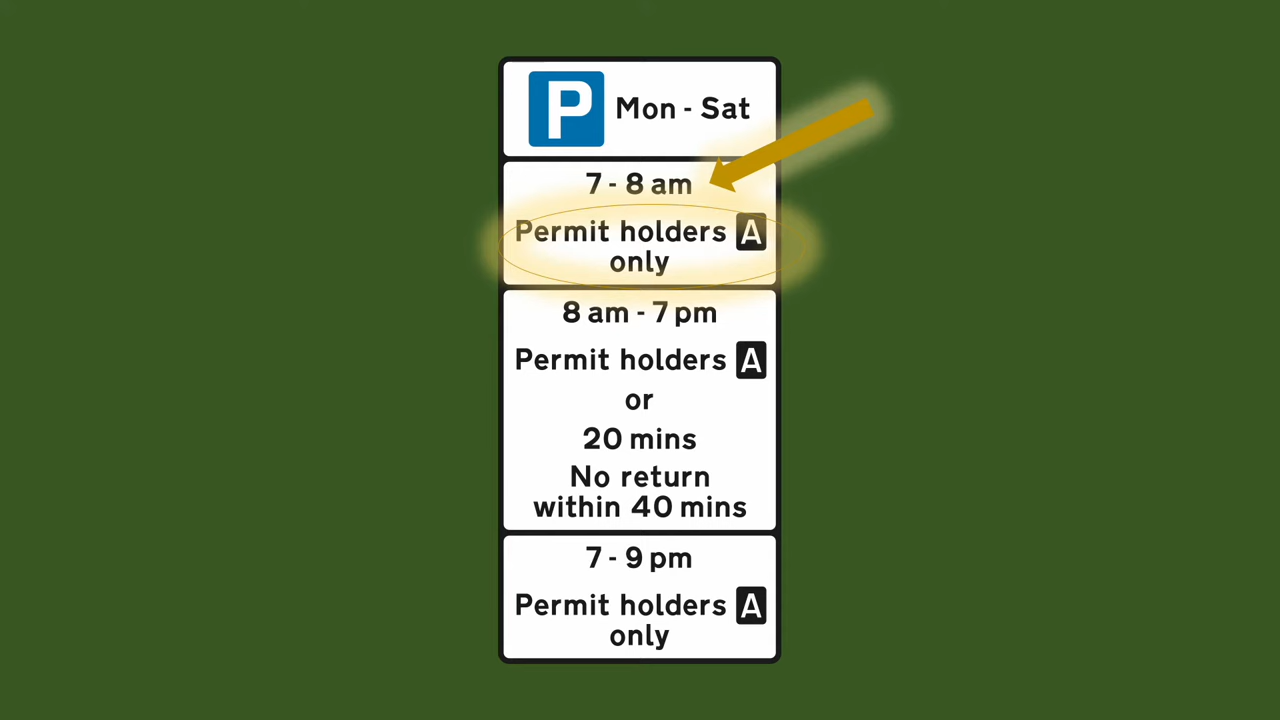 P Mon - Sat
7 - 8 am
Permit holders A
only
8 am - 7 pm
Permit holders A
or
20 mins
No return
within 40 mins
7 - 9 pm
Permit holders A
only